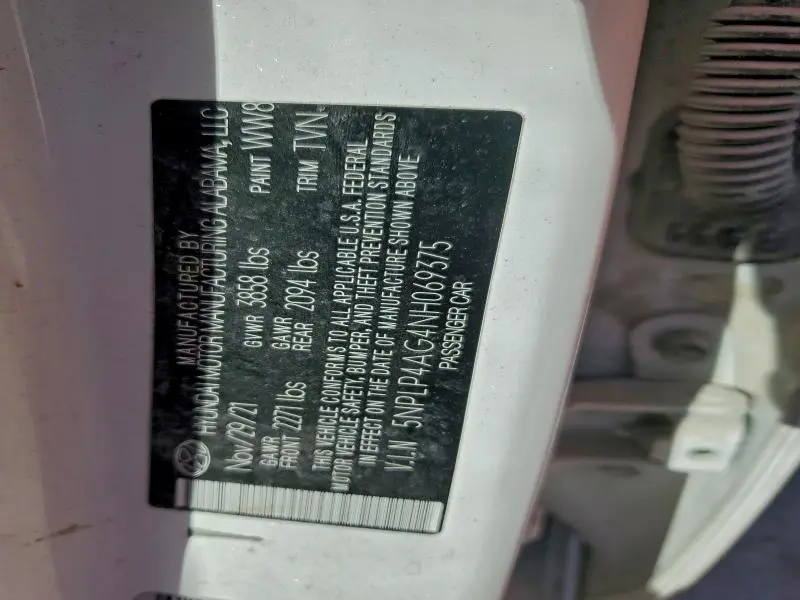 MANUFACTURED BY
HYUNDAI MOTOR MANUFACTURING ALABAMA, LLC
Nov/29/21 GVWR 3858 lbs PAINT WW8
GAWR FRONT 2271 lbs GAWR REAR 2094 lbs TRIM TVN
THIS VEHICLE CONFORMS TO ALL APPLICABLE U.S.A. FEDERAL
MOTOR VEHICLE SAFETY, BUMPER, AND THEFT PREVENTION STANDARDS
IN EFFECT ON THE DATE OF MANUFACTURE SHOWN ABOVE
V.I.N 5NPLP4AG4NH069375
PASSENGER CAR